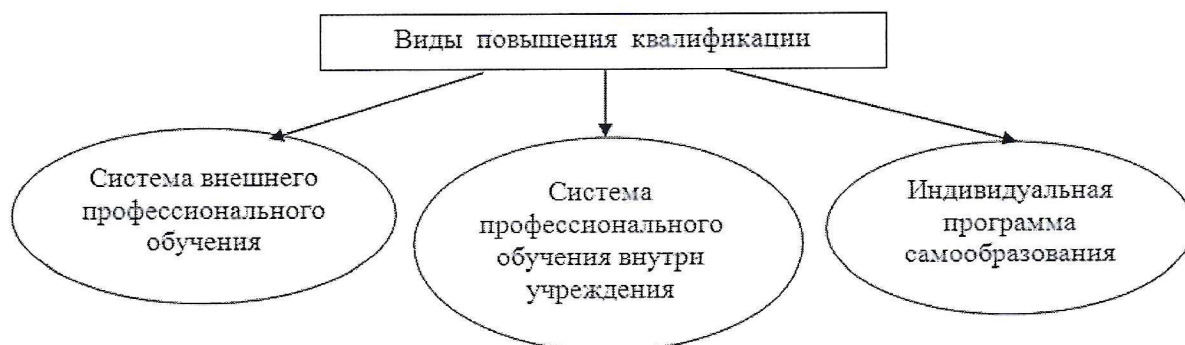 Виды повышения квалификации
Система внешнего
профессионального
обучения
Система
профессионального
обучения внутри
учреждения
Индивидуальная
программа
самообразования